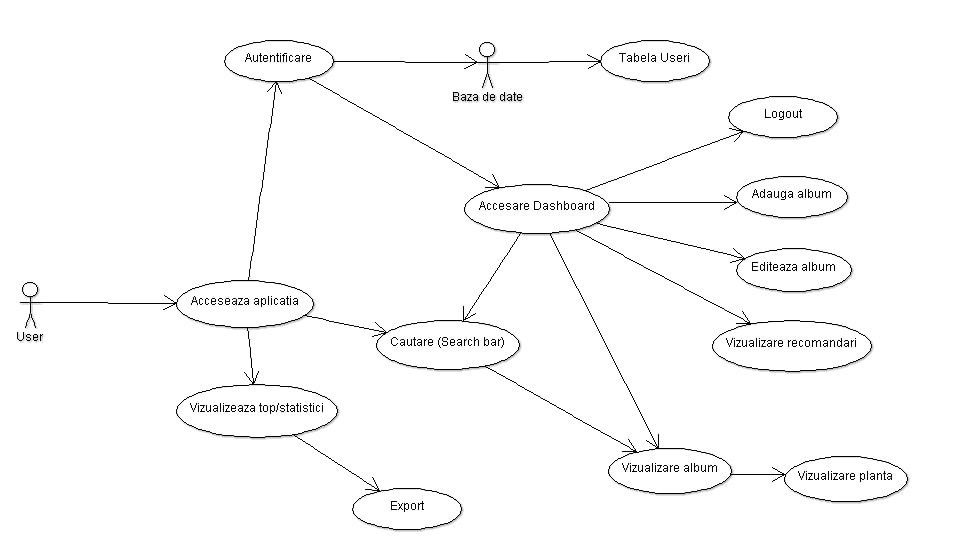 Autentificare
Baza de date
Tabela Useri
Logout
Accesare Dashboard
Adauga album
Editeaza album
User
Acceseaza aplicatia
Cautare (Search bar)
Vizualizare recomandari
Vizualizeaza top/statistici
Vizualizare album
Vizualizare planta
Export